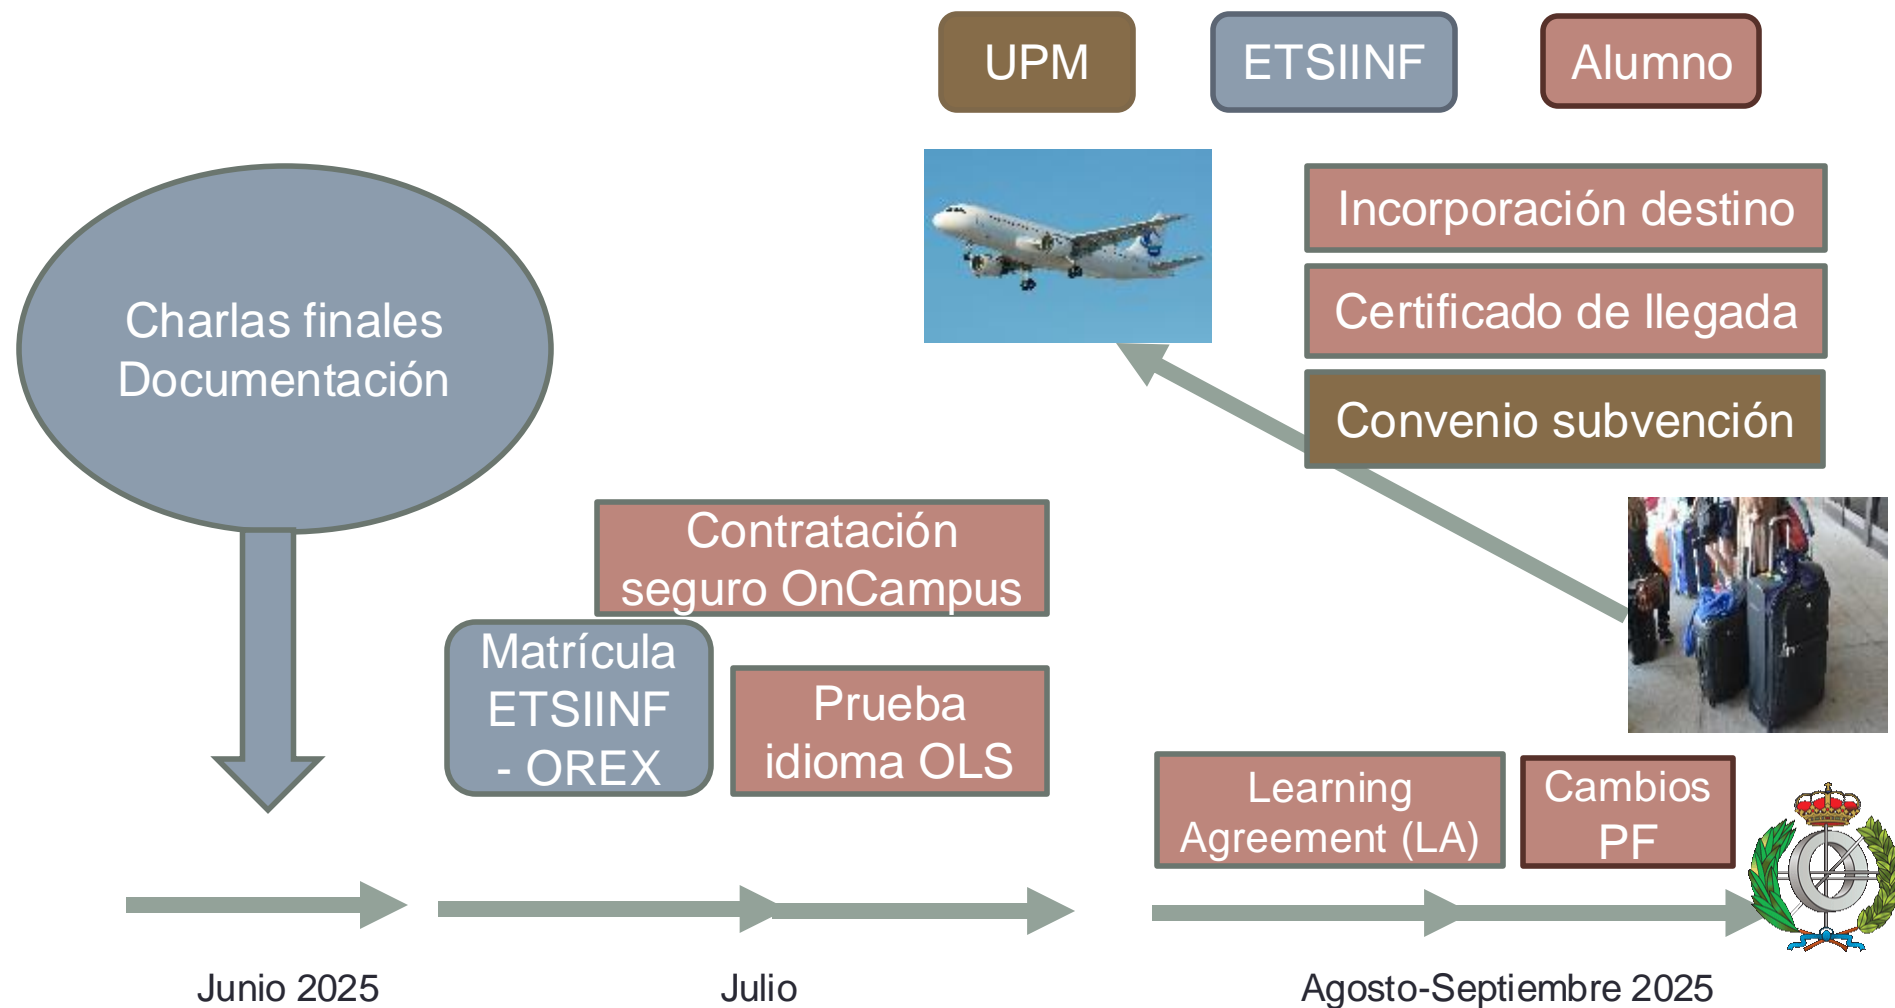 UPM
ETSIINF
Alumno
Incorporación destino
Certificado de llegada
Convenio subvención
Charlas finales
Documentación
Contratación
seguro OnCampus
Matrícula
ETSIINF
- OREX
Prueba
idioma OLS
Learning
Agreement (LA)
Cambios
PF
Junio 2025
Julio
Agosto-Septiembre 2025